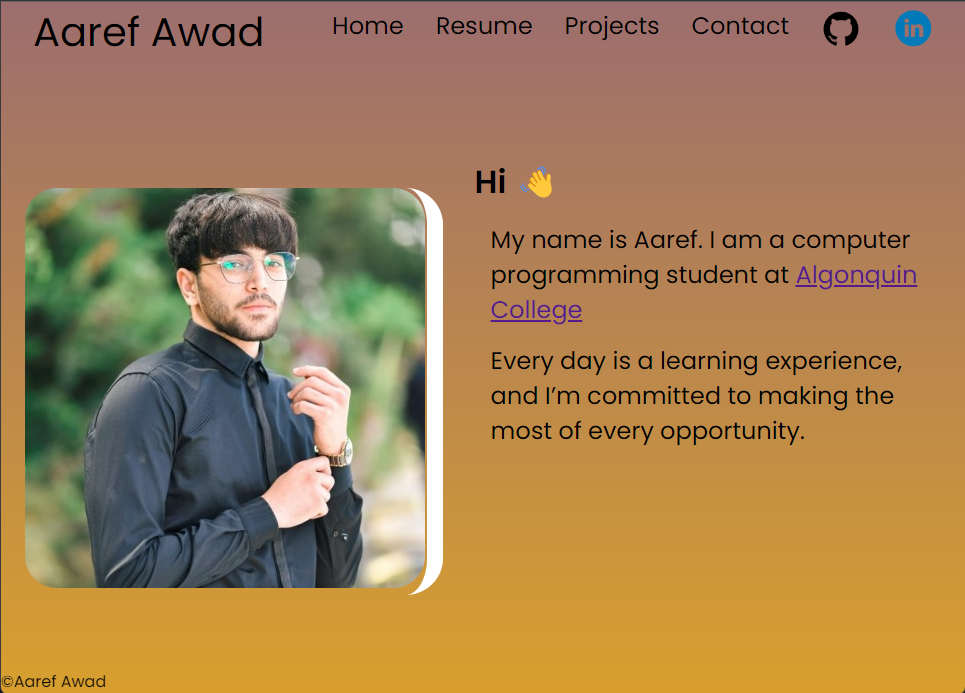 Aaref Awad
Home Resume Projects Contact
in
Hi 👋
My name is Aaref. I am a computer
programming student at Algonquin
College
Every day is a learning experience,
and I’m committed to making the
most of every opportunity.
©Aaref Awad